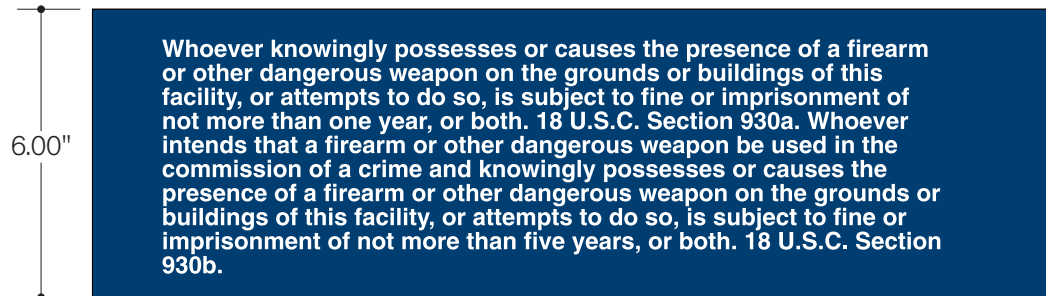 6.00"
Whoever knowingly possesses or causes the presence of a firearm
or other dangerous weapon on the grounds or buildings of this
facility, or attempts to do so, is subject to fine or imprisonment of
not more than one year, or both. 18 U.S.C. Section 930a. Whoever
intends that a firearm or other dangerous weapon be used in the
commission of a crime and knowingly possesses or causes the
presence of a firearm or other dangerous weapon on the grounds or
buildings of this facility, or attempts to do so, is subject to fine or
imprisonment of not more than five years, or both. 18 U.S.C. Section
930b.